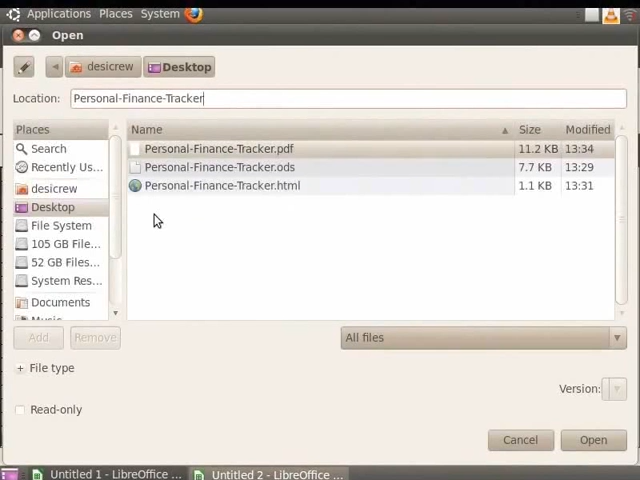 Applications Places System
Open
desicrew Desktop
Location: Personal-Finance-Tracker
Places Name Size Modified
Search Personal-Finance-Tracker.pdf 11.2 KB 13:34
Recently Us... Personal-Finance-Tracker.ods 7.7 KB 13:29
desicrew Personal-Finance-Tracker.html 1.1 KB 13:31
Desktop
File System
105 GB File...
52 GB Files...
System Res...
Documents
Music
Add Remove All files
File type
Version:
Read-only
Cancel Open
Untitled 1 - LibreOffice ... Untitled 2 - LibreOffice ...